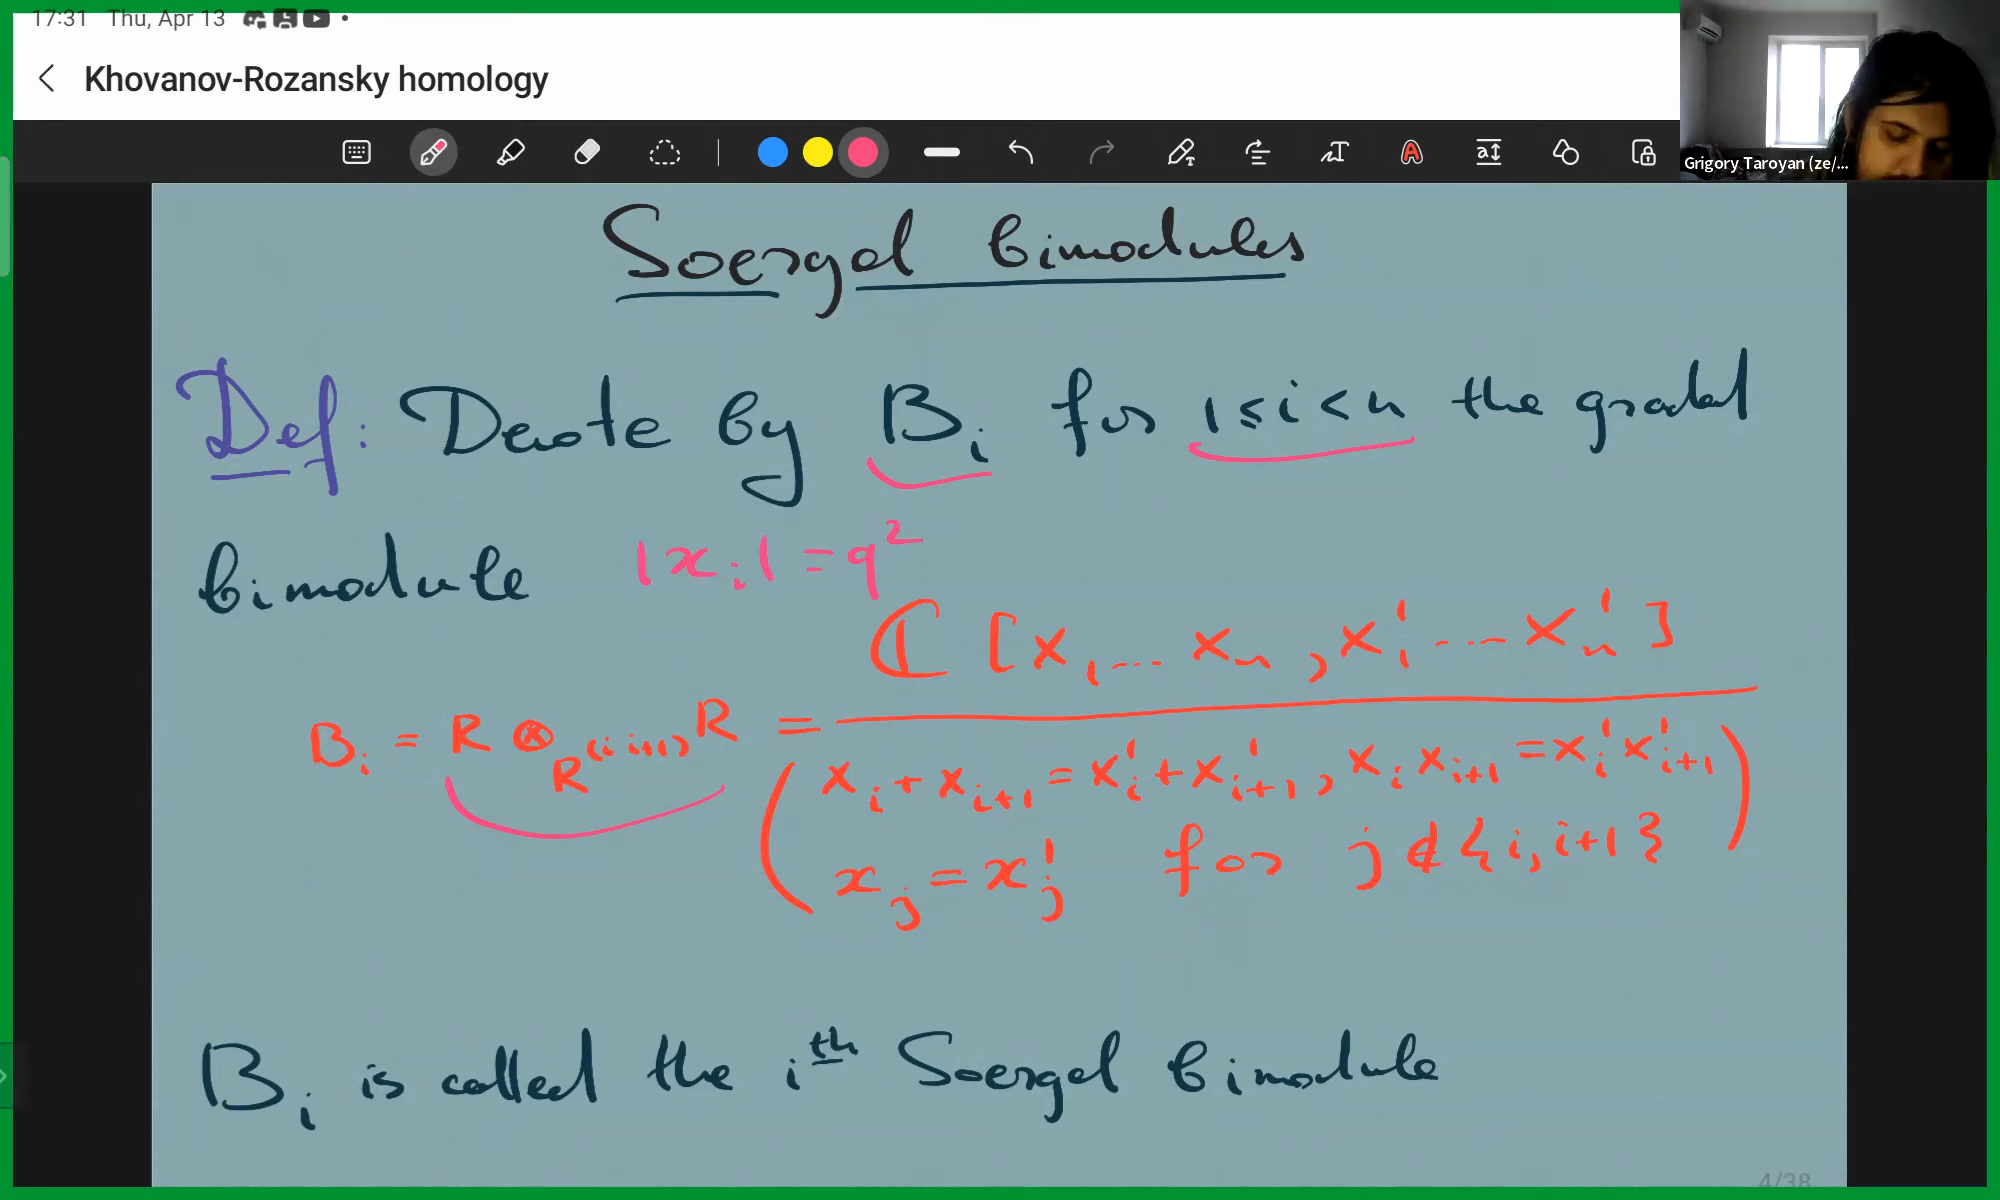 17:31 Thu, Apr 13
Khovanov-Rozansky homology
Grigory Taroyan (ze/...
Soergel bimodules
Def: Denote by B_i for 1≤i<n the graded
bimodule |x_i| = q^2
B_i = R ⊗_{R^{(i i+1)}} R = ℂ[x_1...x_n, x'_1...x'_n] / (x_i + x_{i+1} = x'_i + x'_{i+1}, x_i x_{i+1} = x'_i x'_{i+1}
x_j = x'_j for j ∉ {i, i+1})
B_i is called the i^th Soergel bimodule
4/38